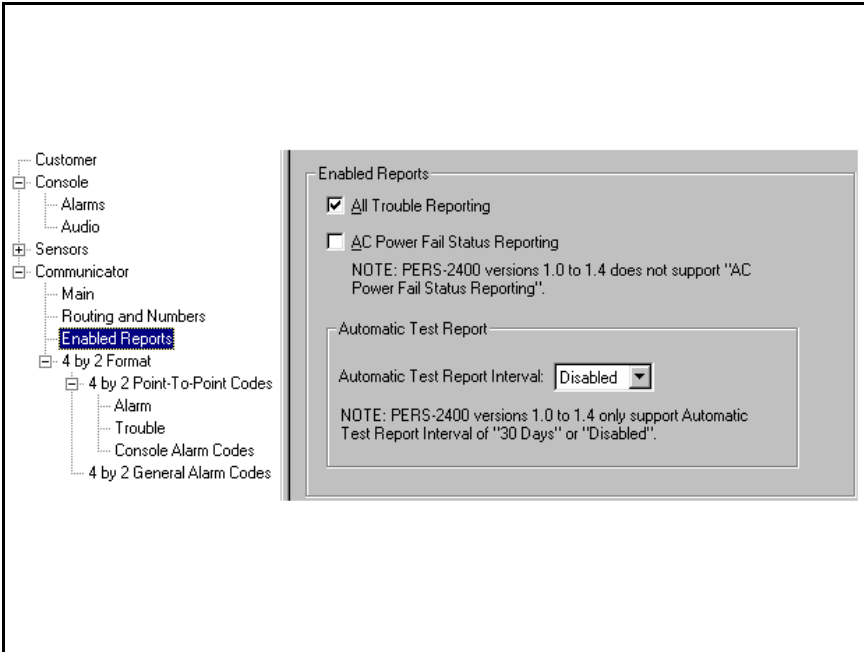 Customer
Console
Alarms
Audio
Sensors
Communicator
Main
Routing and Numbers
Enabled Reports
4 by 2 Format
4 by 2 Point-To-Point Codes
Alarm
Trouble
Console Alarm Codes
4 by 2 General Alarm Codes
Enabled Reports
All Trouble Reporting
AC Power Fail Status Reporting
NOTE: PERS-2400 versions 1.0 to 1.4 does not support "AC
Power Fail Status Reporting".
Automatic Test Report
Automatic Test Report Interval: Disabled
NOTE: PERS-2400 versions 1.0 to 1.4 only support Automatic
Test Report Interval of "30 Days" or "Disabled".